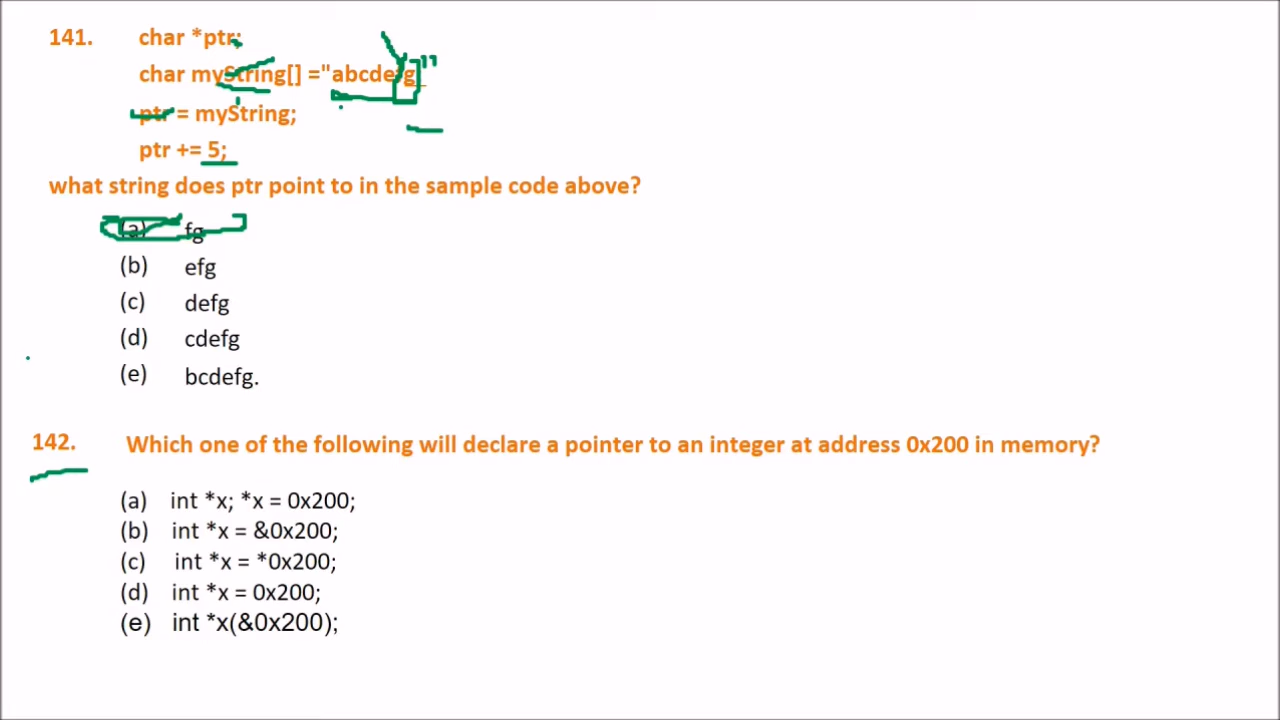 141. char *ptr;
char myString[] ="abcdefg"
ptr = myString;
ptr += 5;
what string does ptr point to in the sample code above?
(a) fg
(b) efg
(c) defg
(d) cdefg
(e) bcdefg.
142. Which one of the following will declare a pointer to an integer at address 0x200 in memory?
(a) int *x; *x = 0x200;
(b) int *x = &0x200;
(c) int *x = *0x200;
(d) int *x = 0x200;
(e) int *x(&0x200);